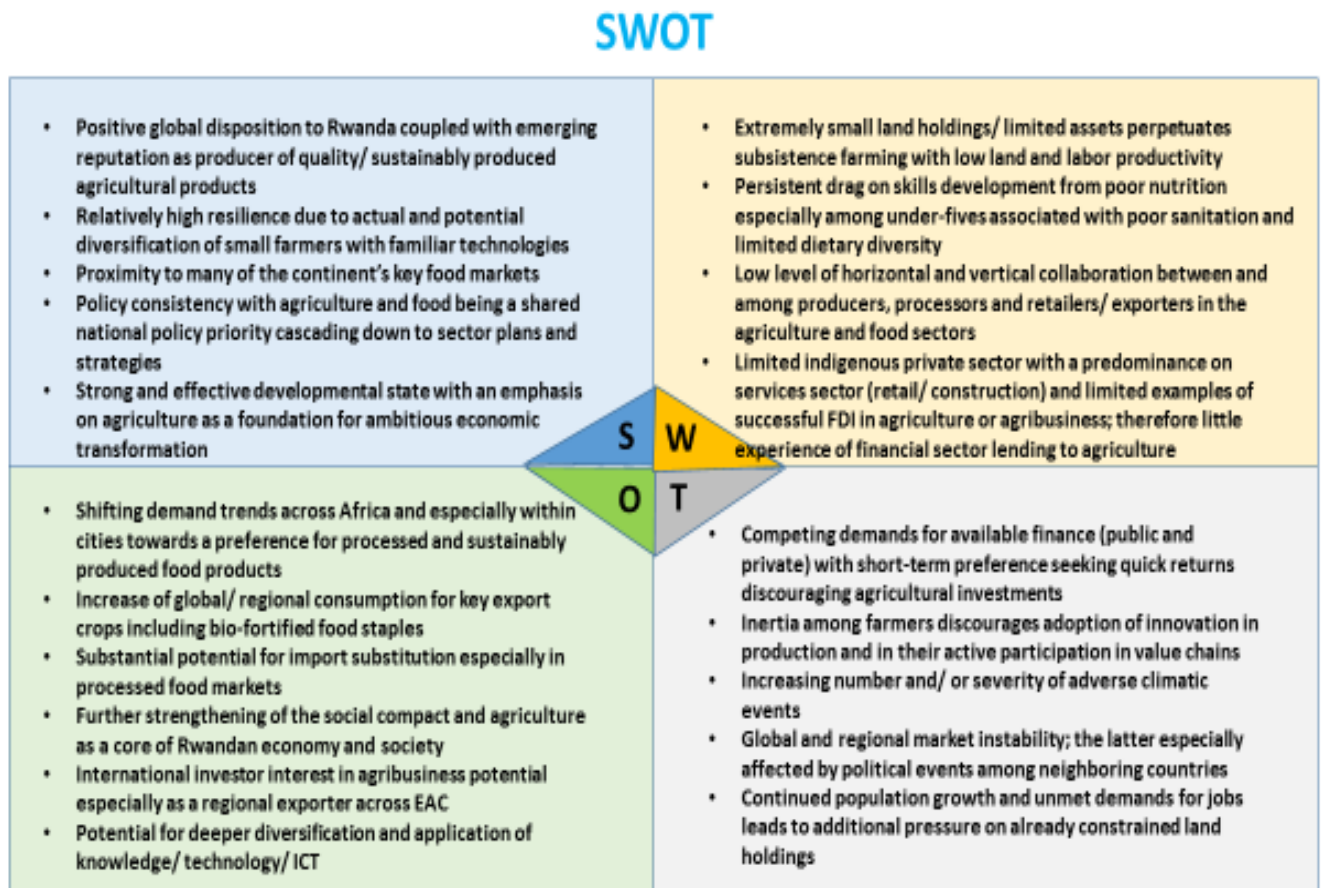 SWOT
• Positive global disposition to Rwanda coupled with emerging
reputation as producer of quality/ sustainably produced
agricultural products
• Relatively high resilience due to actual and potential
diversification of small farmers with familiar technologies
• Proximity to many of the continent's key food markets
• Policy consistency with agriculture and food being a shared
national policy priority cascading down to sector plans and
strategies
• Strong and effective developmental state with an emphasis
on agriculture as a foundation for ambitious economic
transformation
• Extremely small land holdings/ limited assets perpetuates
subsistence farming with low land and labor productivity
• Persistent drag on skills development from poor nutrition
especially among under-fives associated with poor sanitation and
limited dietary diversity
• Low level of horizontal and vertical collaboration between and
among producers, processors and retailers/ exporters in the
agriculture and food sectors
• Limited indigenous private sector with a predominance on
services sector (retail/ construction) and limited examples of
successful FDI in agriculture or agribusiness; therefore little
experience of financial sector lending to agriculture
S W
O T
• Shifting demand trends across Africa and especially within
cities towards a preference for processed and sustainably
produced food products
• Increase of global/ regional consumption for key export
crops including bio-fortified food staples
• Substantial potential for import substitution especially in
processed food markets
• Further strengthening of the social compact and agriculture
as a core of Rwandan economy and society
• International investor interest in agribusiness potential
especially as a regional exporter across EAC
• Potential for deeper diversification and application of
knowledge/ technology/ ICT
• Competing demands for available finance (public and
private) with short-term preference seeking quick returns
discouraging agricultural investments
• Inertia among farmers discourages adoption of innovation in
production and in their active participation in value chains
• Increasing number and/ or severity of adverse climatic
events
• Global and regional market instability; the latter especially
affected by political events among neighboring countries
• Continued population growth and unmet demands for jobs
leads to additional pressure on already constrained land
holdings